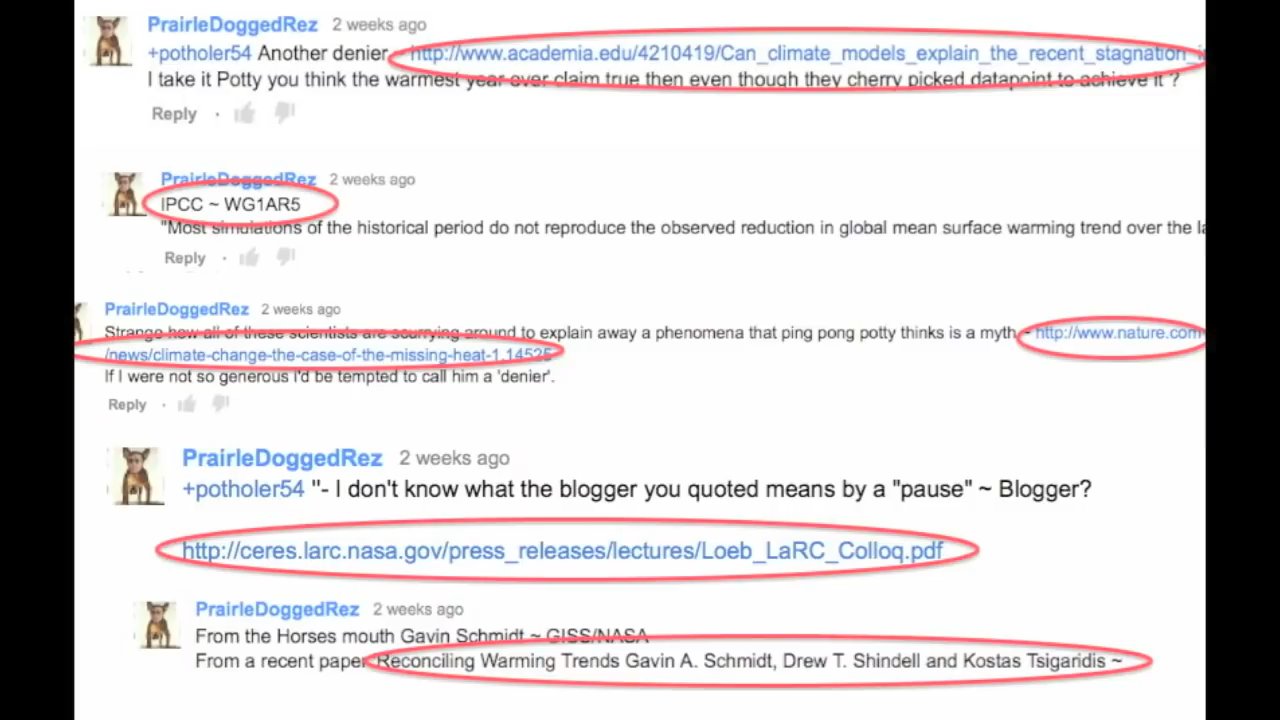 PrairleDoggedRez 2 weeks ago
+potholer54 Another denier ~ http://www.academia.edu/4210419/Can_climate_models_explain_the_recent_stagnation_i
I take it Potty you think the warmest year ever claim true then even though they cherry picked datapoint to achieve it ?
Reply ·
PrairleDoggedRez 2 weeks ago
IPCC ~ WG1AR5
"Most simulations of the historical period do not reproduce the observed reduction in global mean surface warming trend over the la
Reply ·
PrairleDoggedRez 2 weeks ago
Strange how all of these scientists are scurrying around to explain away a phenomena that ping pong potty thinks is a myth ~ http://www.nature.com
/news/climate-change-the-case-of-the-missing-heat-1.14525
If I were not so generous I'd be tempted to call him a 'denier'.
Reply ·
PrairleDoggedRez 2 weeks ago
+potholer54 "- I don't know what the blogger you quoted means by a "pause" ~ Blogger?
http://ceres.larc.nasa.gov/press_releases/lectures/Loeb_LaRC_Colloq.pdf
PrairleDoggedRez 2 weeks ago
From the Horses mouth Gavin Schmidt ~ GISS/NASA
From a recent paper Reconciling Warming Trends Gavin A. Schmidt, Drew T. Shindell and Kostas Tsigaridis ~